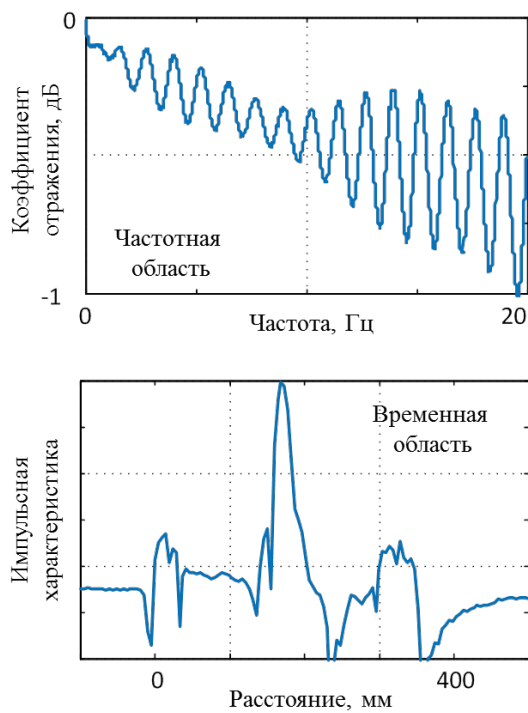 0
Коэффициент
отражения, дБ
Частотная
область
-1
0
20
Частота, Гц
Временная
область
Импульсная
характеристика
0
400
Расстояние, мм